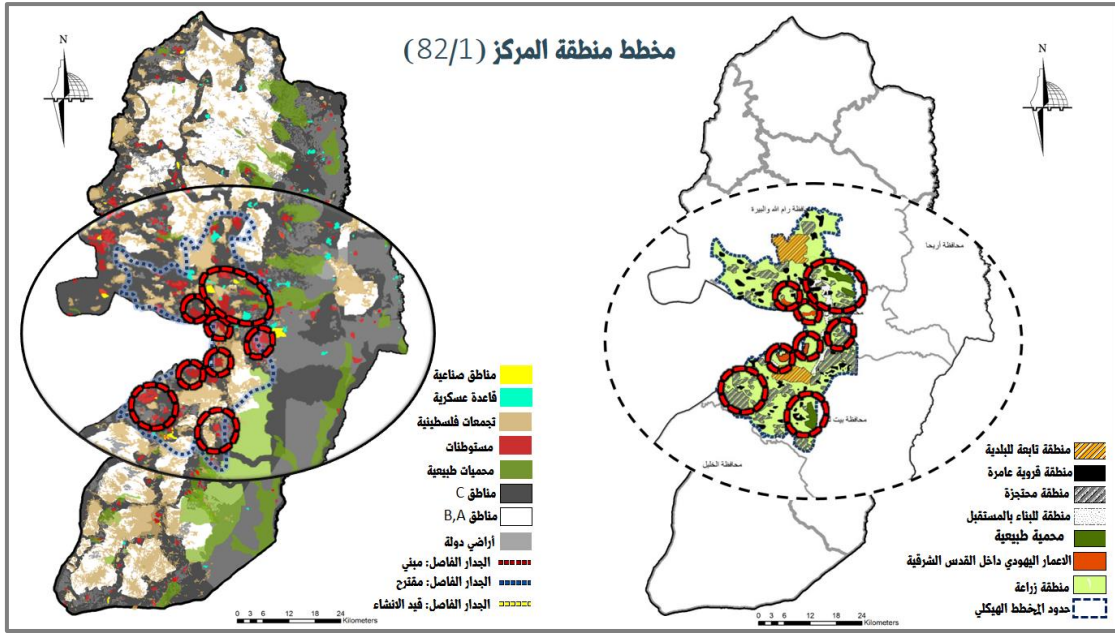 مخطط منطقة المركز (82/1)
N
N
محافظة رام الله والبيرة
محافظة أريحا
محافظة بيت
محافظة الخليل
مناطق صناعية
قاعدة عسكرية
تجمعات فلسطينية
مستوطنات
محميات طبيعية
مناطق C
مناطق B,A
أراضي دولة
الجدار الفاصل: مبني
الجدار الفاصل: مقترح
الجدار الفاصل: قيد الانشاء
0 3 6 12 18 24
Kilometers
منطقة تابعة للبلدية
منطقة قروية عامرة
منطقة محتجزة
منطقة للبناء بالمستقبل
محمية طبيعية
الاعمار اليهودي داخل القدس الشرقية
منطقة زراعة
حدود المخطط الهيكلي
0 3 6 12 18 24
Kilometers